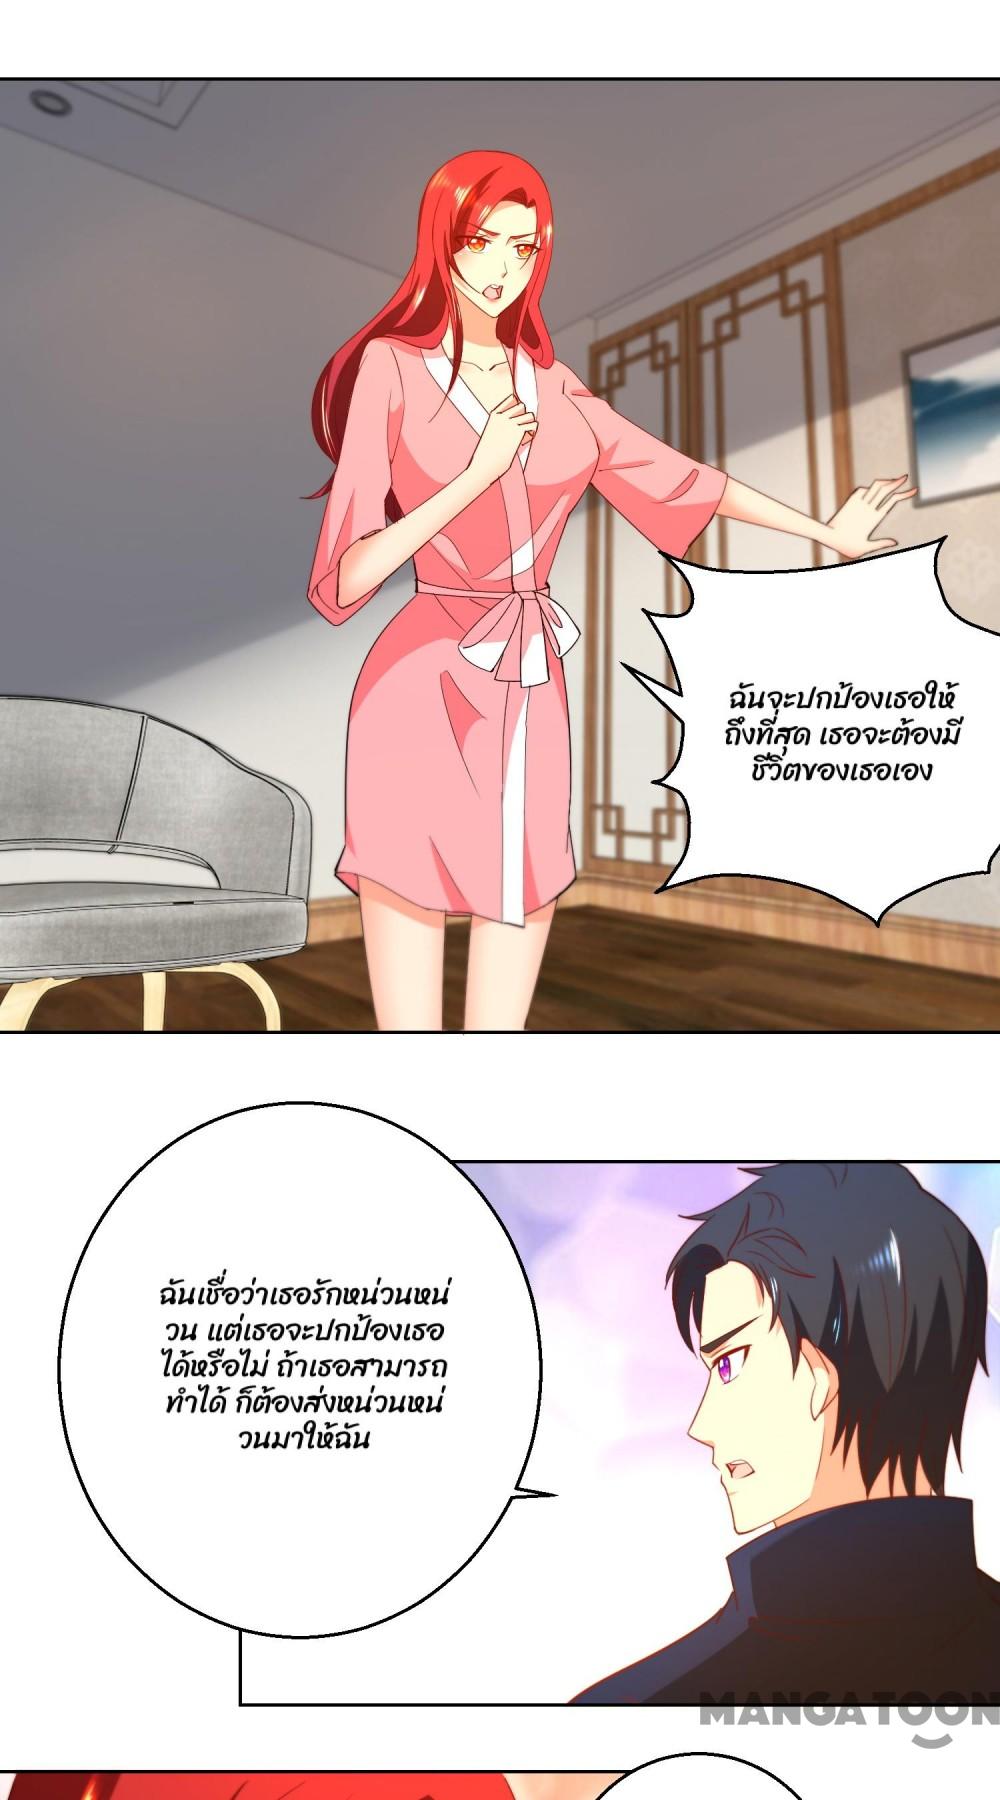 ฉันจะปกป้องเธอให้
ถึงที่สุด เธอจะต้องมี
ชีวิตของเธอเอง
ฉันเชื่อว่าเธอรักหน่วนหน่
วน แต่เธอจะปกป้องเธอ
ได้หรือไม่ ถ้าเธอสามารถ
ทำได้ ก็ต้องส่งหน่วนหน่
วนมาให้ฉัน
MANGATOON